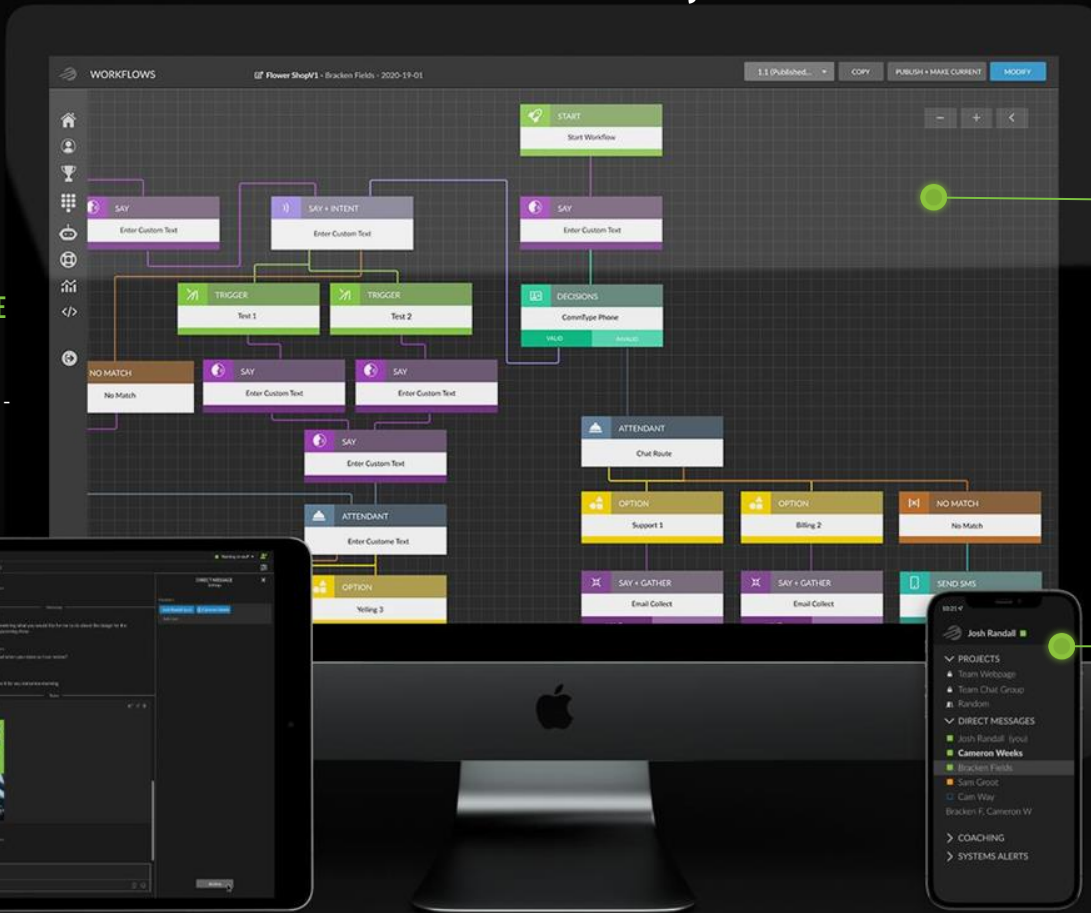 WORKFLOWS
Flower ShopV1 - Bracken Fields - 2020-19-01
1.1 (Published...
COPY
PUBLISH + MAKE CURRENT
MODIFY
START
Start Workflow
SAY
Enter Custom Text
SAY + INTENT
Enter Custom Text
SAY
Enter Custom Text
TRIGGER
Test 1
TRIGGER
Test 2
DECISIONS
CommType Phone
VALID
INVALID
NO MATCH
No Match
SAY
Enter Custom Text
SAY
Enter Custom Text
ATTENDANT
Chat Route
SAY
Enter Custom Text
OPTION
Support 1
OPTION
Billing 2
NO MATCH
No Match
ATTENDANT
Enter Custome Text
OPTION
Yelling 3
SAY + GATHER
Email Collect
SAY + GATHER
Email Collect
SEND SMS
DIRECT MESSAGE
10:21
Josh Randall
PROJECTS
Team Webpage
Team Chat Group
Random
DIRECT MESSAGES
Josh Randall (you)
Cameron Weeks
Bracken Fields
Sam Groot
Cam Way
Bracken F, Cameron W
COACHING
SYSTEMS ALERTS